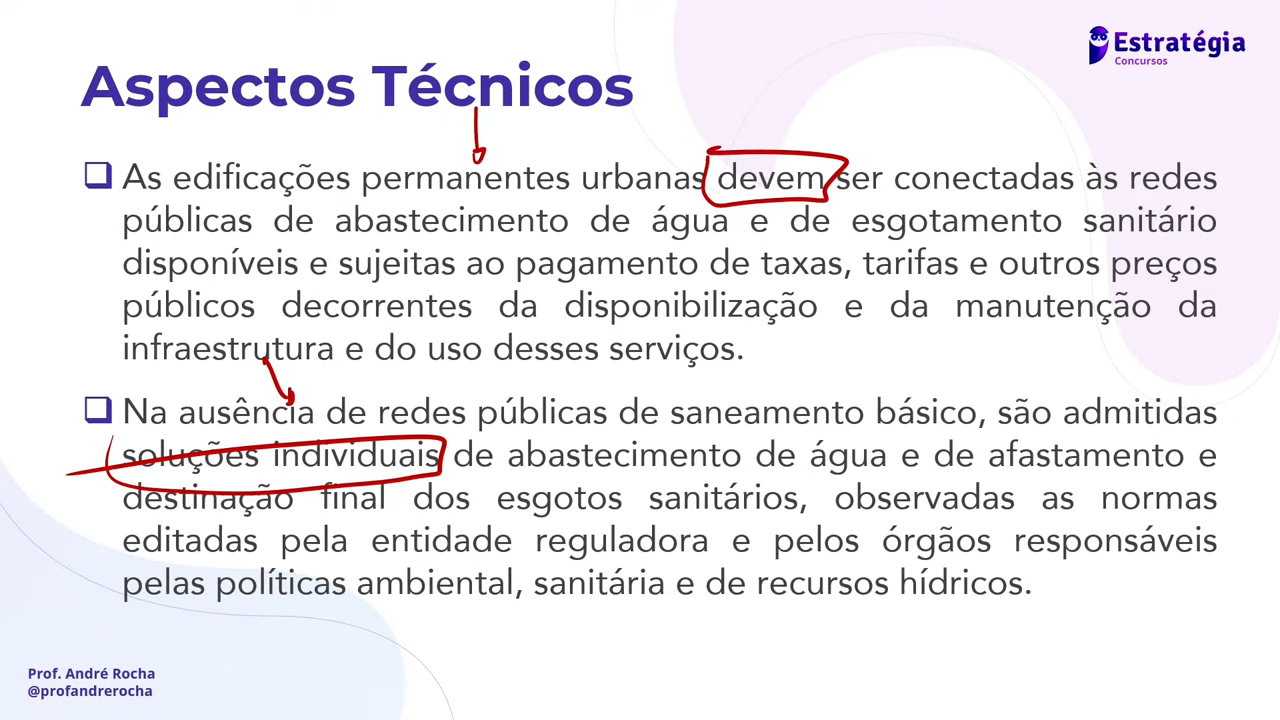 Estratégia
Concursos
Aspectos Técnicos
As edificações permanentes urbanas devem ser conectadas às redes
públicas de abastecimento de água e de esgotamento sanitário
disponíveis e sujeitas ao pagamento de taxas, tarifas e outros preços
públicos decorrentes da disponibilização e da manutenção da
infraestrutura e do uso desses serviços.
Na ausência de redes públicas de saneamento básico, são admitidas
soluções individuais de abastecimento de água e de afastamento e
destinação final dos esgotos sanitários, observadas as normas
editadas pela entidade reguladora e pelos órgãos responsáveis
pelas políticas ambiental, sanitária e de recursos hídricos.
Prof. André Rocha
@profandrerocha